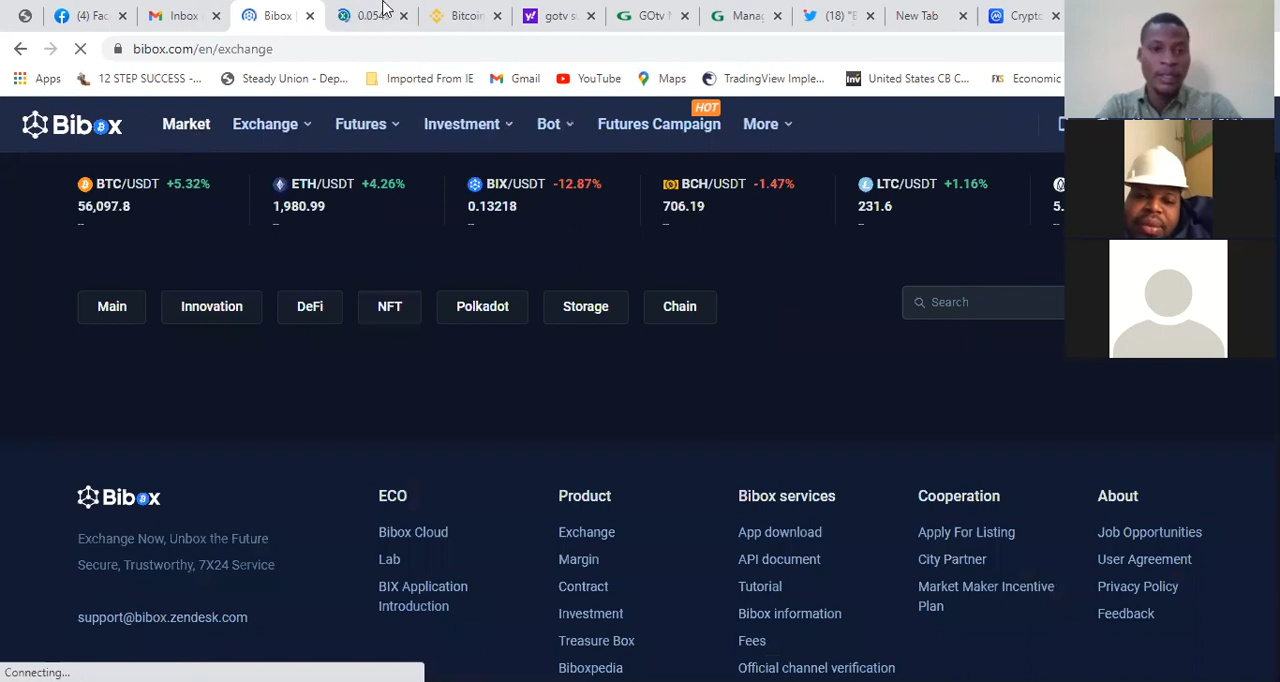 (4) Fac
Inbox
Bibox |
0.054
Bitcoin
gotv su
GOtv N
Manag
(18) "B
New Tab
Crypto
bibox.com/en/exchange
Apps
12 STEP SUCCESS -...
Steady Union - Dep...
Imported From IE
Gmail
YouTube
Maps
TradingView Imple...
United States CB C...
Economic
HOT
Bibox
Market
Exchange
Futures
Investment
Bot
Futures Campaign
More
BTC/USDT +5.32%
56,097.8
--
ETH/USDT +4.26%
1,980.99
--
BIX/USDT -12.87%
0.13218
--
BCH/USDT -1.47%
706.19
--
LTC/USDT +1.16%
231.6
--
5.
--
Main
Innovation
DeFi
NFT
Polkadot
Storage
Chain
Search
Bibox
Exchange Now, Unbox the Future
Secure, Trustworthy, 7X24 Service
support@bibox.zendesk.com
ECO
Bibox Cloud
Lab
BIX Application
Introduction
Product
Exchange
Margin
Contract
Investment
Treasure Box
Biboxpedia
Bibox services
App download
API document
Tutorial
Bibox information
Fees
Official channel verification
Cooperation
Apply For Listing
City Partner
Market Maker Incentive
Plan
About
Job Opportunities
User Agreement
Privacy Policy
Feedback
Connecting...